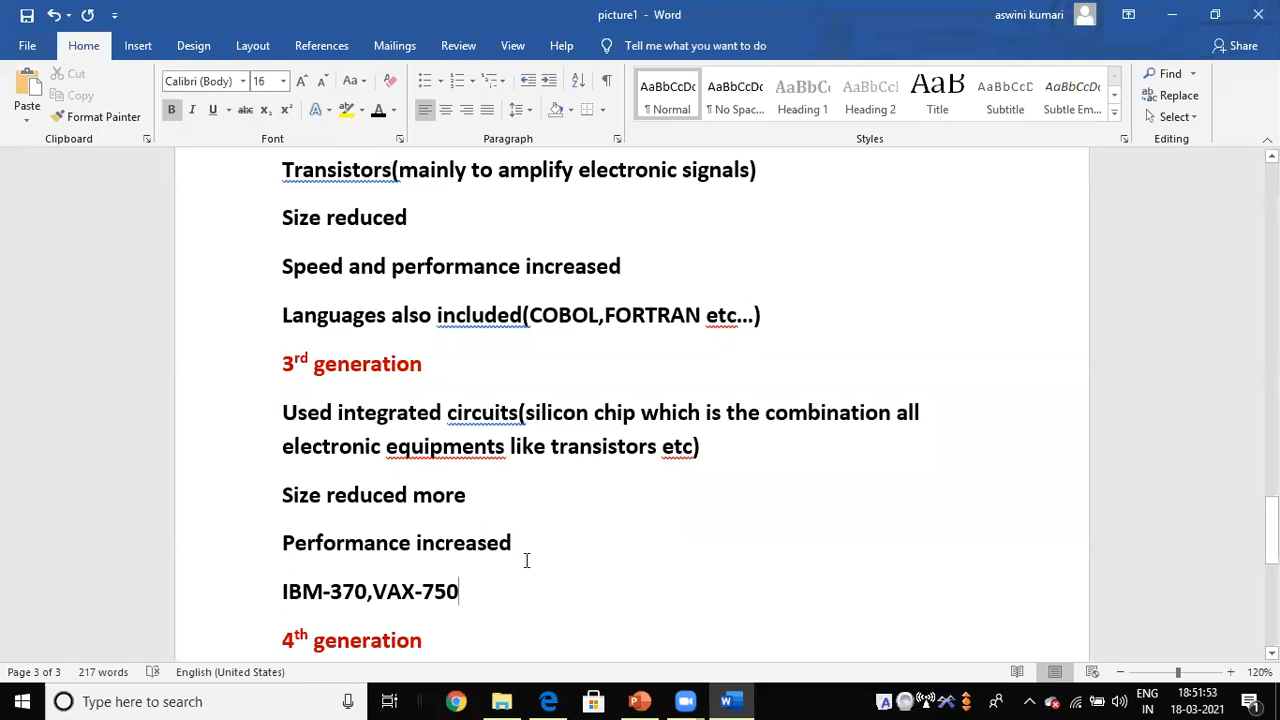 picture1 - Word
aswini kumari
File Home Insert Design Layout References Mailings Review View Help Tell me what you want to do Share
Paste
Cut
Copy
Format Painter
Clipboard
Calibri (Body) 16
Font
Paragraph
AaBbCcDc AaBbCcDc AaBbC AaBbCc AaB AaBbCcD AaBbCcDc
¶ Normal ¶ No Spac... Heading 1 Heading 2 Title Subtitle Subtle Em...
Styles
Find
Replace
Select
Editing
Transistors(mainly to amplify electronic signals)
Size reduced
Speed and performance increased
Languages also included(COBOL,FORTRAN etc...)
3rd generation
Used integrated circuits(silicon chip which is the combination all
electronic equipments like transistors etc)
Size reduced more
Performance increased
IBM-370,VAX-750
4th generation
Page 3 of 3 217 words English (United States) 120%
Type here to search
ENG
IN
18:51:53
18-03-2021